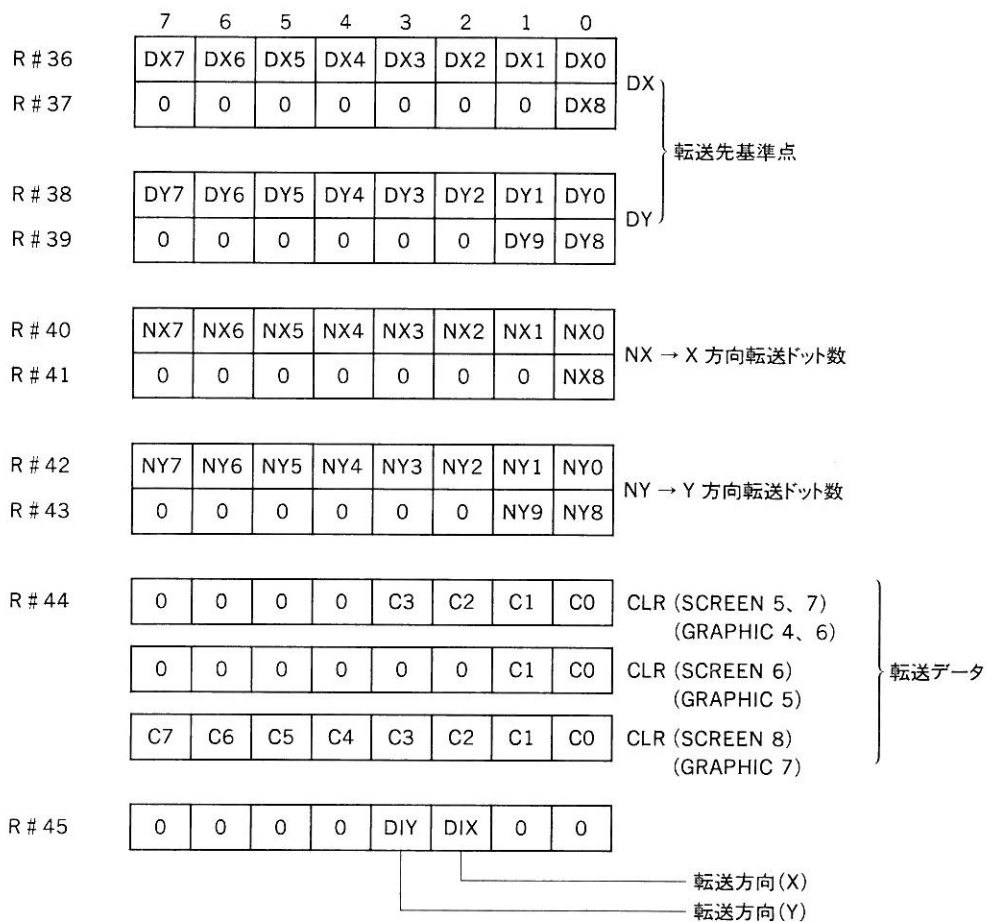 7 6 5 4 3 2 1 0
R#36 DX7 DX6 DX5 DX4 DX3 DX2 DX1 DX0
DX
R#37 0 0 0 0 0 0 0 DX8
転送先基準点
R#38 DY7 DY6 DY5 DY4 DY3 DY2 DY1 DY0
DY
R#39 0 0 0 0 0 0 DY9 DY8
R#40 NX7 NX6 NX5 NX4 NX3 NX2 NX1 NX0
NX → X 方向転送ドット数
R#41 0 0 0 0 0 0 0 NX8
R#42 NY7 NY6 NY5 NY4 NY3 NY2 NY1 NY0
NY → Y 方向転送ドット数
R#43 0 0 0 0 0 0 NY9 NY8
R#44 0 0 0 0 C3 C2 C1 C0 CLR (SCREEN 5、7)
(GRAPHIC 4、6)
転送データ
0 0 0 0 0 0 C1 C0 CLR (SCREEN 6)
(GRAPHIC 5)
C7 C6 C5 C4 C3 C2 C1 C0 CLR (SCREEN 8)
(GRAPHIC 7)
R#45 0 0 0 0 DIY DIX 0 0
転送方向(X)
転送方向(Y)